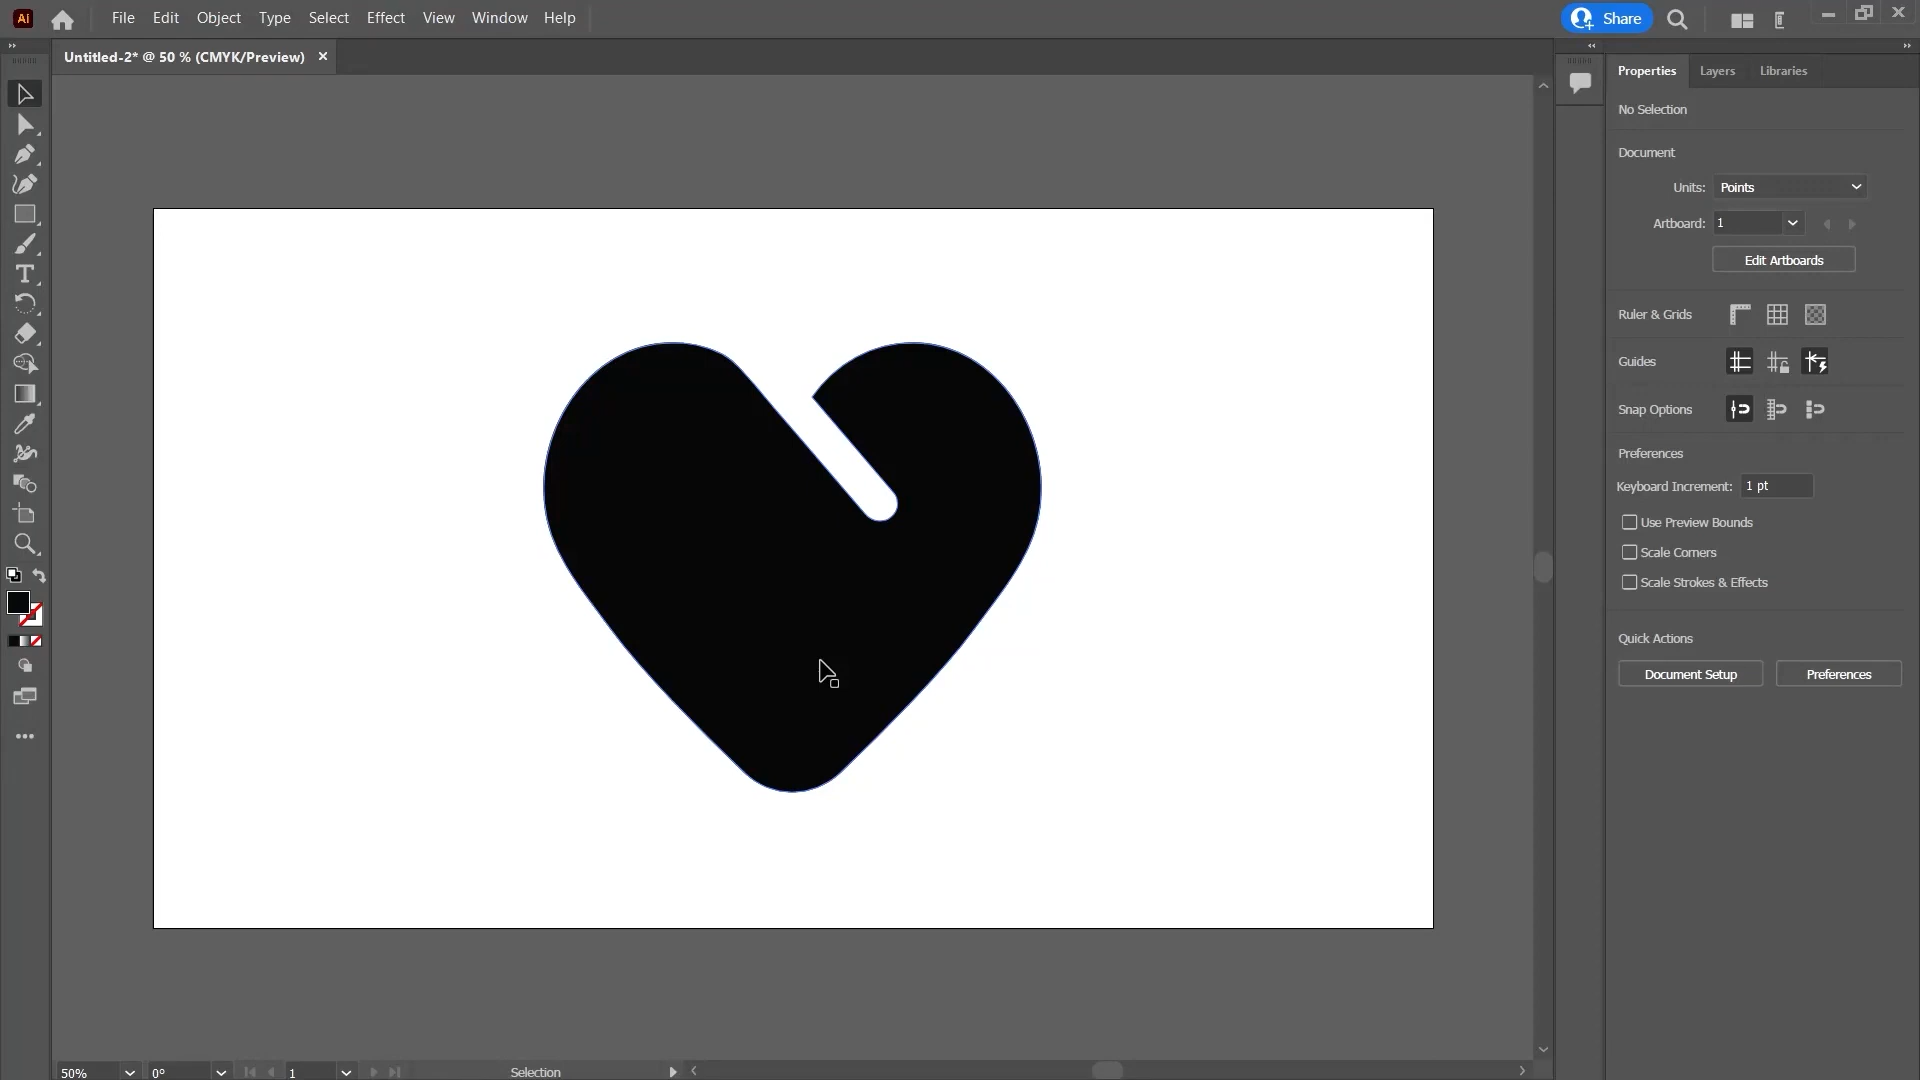 Ai File Edit Object Type Select Effect View Window Help Share
Untitled-2* @ 50 % (CMYK/Preview)
Properties Layers Libraries
No Selection
Document
Units: Points
Artboard: 1
Edit Artboards
Ruler & Grids
Guides
Snap Options
Preferences
Keyboard Increment: 1 pt
Use Preview Bounds
Scale Corners
Scale Strokes & Effects
Quick Actions
Document Setup Preferences
50% 0° 1 Selection